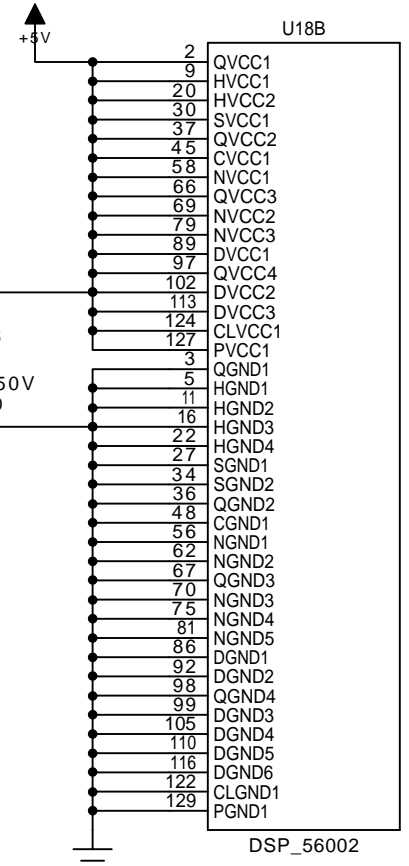 +5V
U18B
2 QVCC1
9 HVCC1
20 HVCC2
30 SVCC1
37 QVCC2
45 CVCC1
58 NVCC1
66 QVCC3
69 NVCC2
79 NVCC3
89 DVCC1
97 QVCC4
102 DVCC2
113 DVCC3
124 CLVCC1
127 PVCC1
3 QGND1
50V
5 HGND1
11 HGND2
16 HGND3
22 HGND4
27 SGND1
34 SGND2
36 QGND2
48 CGND1
56 NGND1
62 NGND2
67 QGND3
70 NGND3
75 NGND4
81 NGND5
86 DGND1
92 DGND2
98 QGND4
99 DGND3
105 DGND4
110 DGND5
116 DGND6
122 CLGND1
129 PGND1
DSP_56002